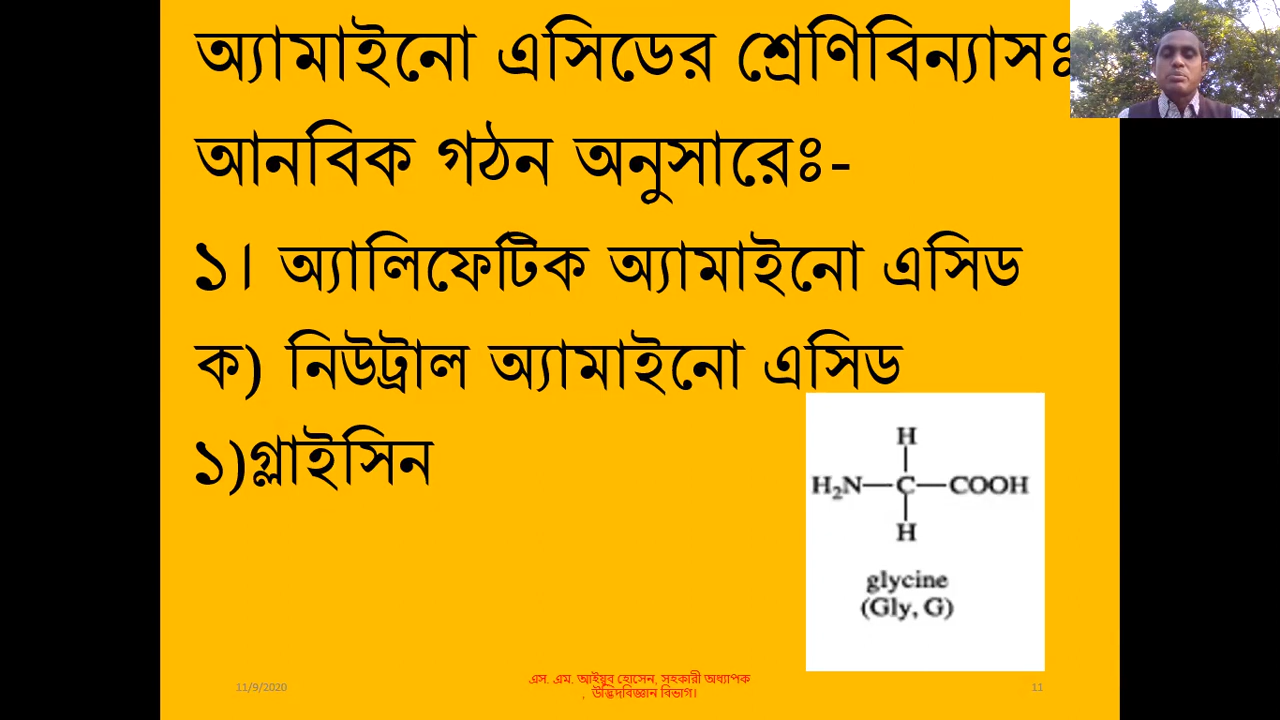 অ্যামাইনো এসিডের শ্রেণিবিন্যাসঃ
আনবিক গঠন অনুসারেঃ-
১। অ্যালিফেটিক অ্যামাইনো এসিড
ক) নিউট্রাল অ্যামাইনো এসিড
১)গ্লাইসিন
H
H₂N—C—COOH
H
glycine
(Gly, G)
11/9/2020
এস. এম. আইয়ুব হোসেন, সহকারী অধ্যাপক
, উদ্ভিদবিজ্ঞান বিভাগ।
11